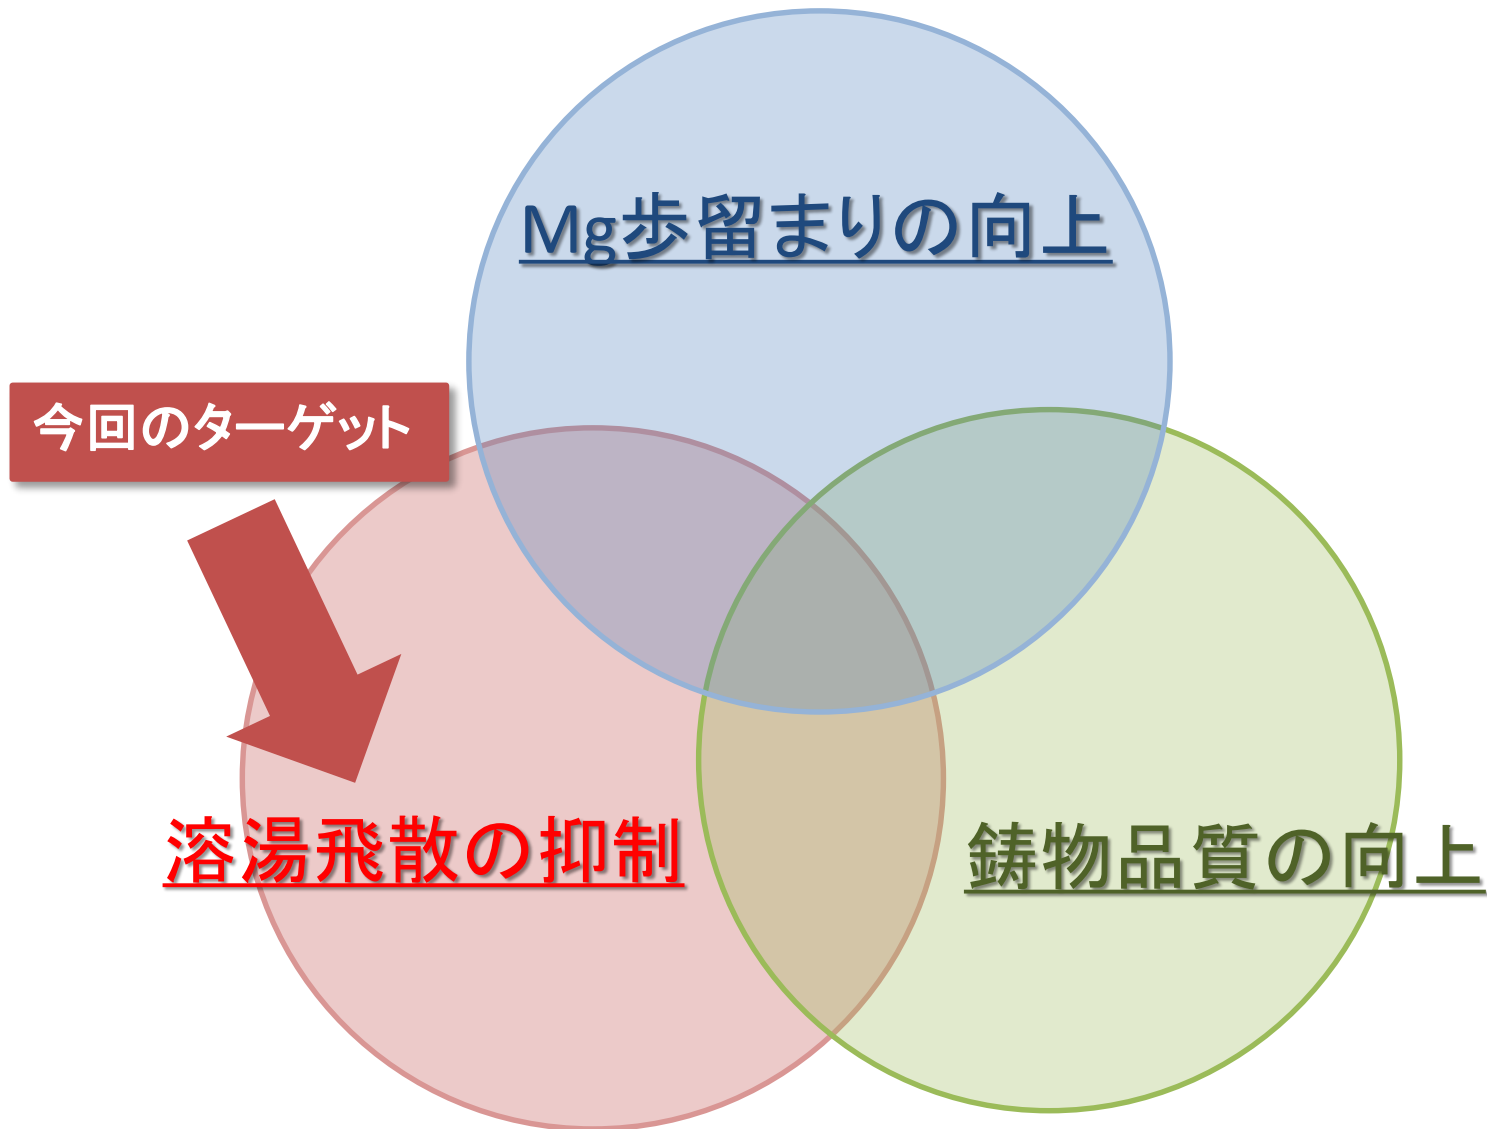 Mg歩留まりの向上
今回のターゲット
溶湯飛散の抑制
鋳物品質の向上